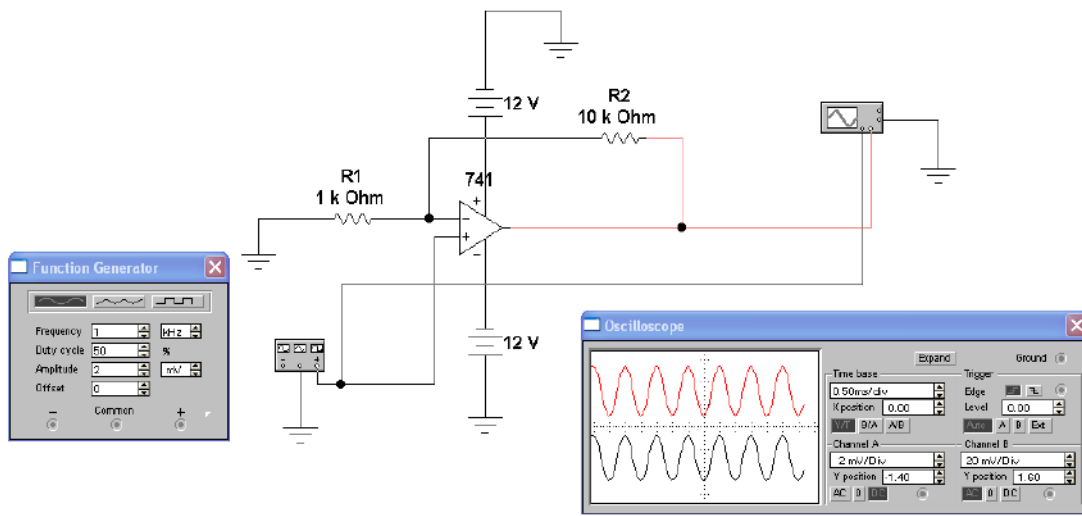 12 V
R2
10 k Ohm
741
R1
1 k Ohm
+
−
+
−
12 V
Function Generator
Frequency 1 kHz
Duty cycle 50 %
Amplitude 2 mV
Offset 0
− Common +
− +
Oscilloscope
Expand Ground
Time base Trigger
0.50ms/div Edge
X position 0.00 Level 0.00
Y/T B/A A/B Auto A B Ext
Channel A Channel B
2 mV/Div 20 mV/Div
Y position -1.40 Y position 1.60
AC 0 DC AC 0 DC